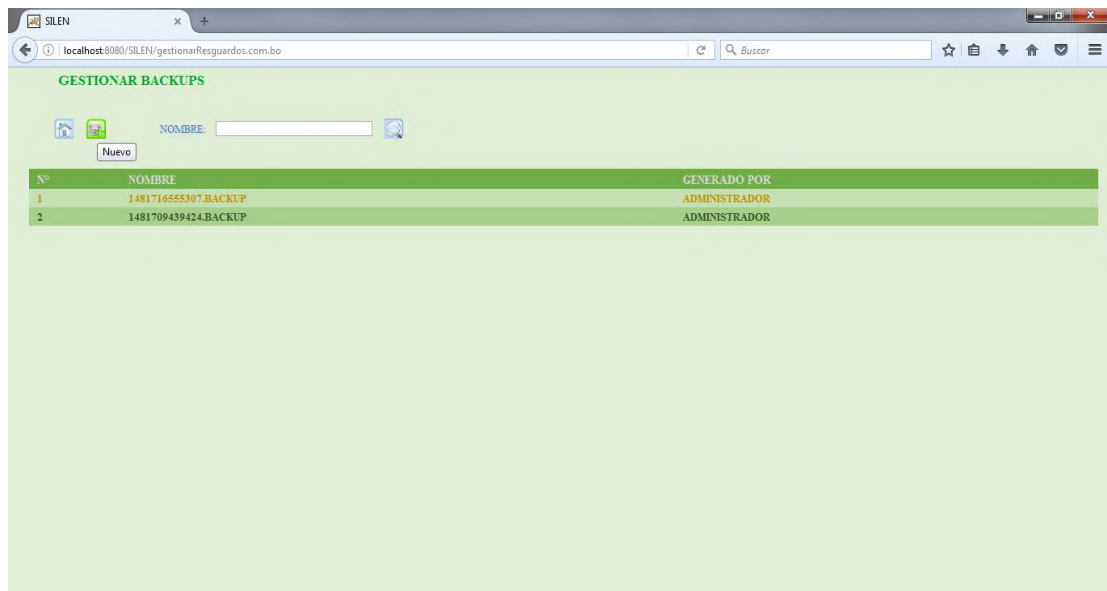 SILEN
localhost:8080/SILEN/gestionarResguardos.com.bo
Buscar
GESTIONAR BACKUPS
NOMBRE:
Nuevo
N° NOMBRE GENERADO POR
1 1481716555307.BACKUP ADMINISTRADOR
2 1481709439424.BACKUP ADMINISTRADOR